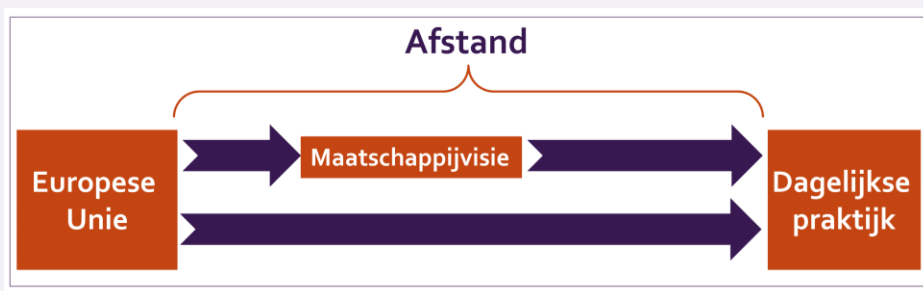 Afstand
Europese
Unie
Maatschappijvisie
Dagelijkse
praktijk